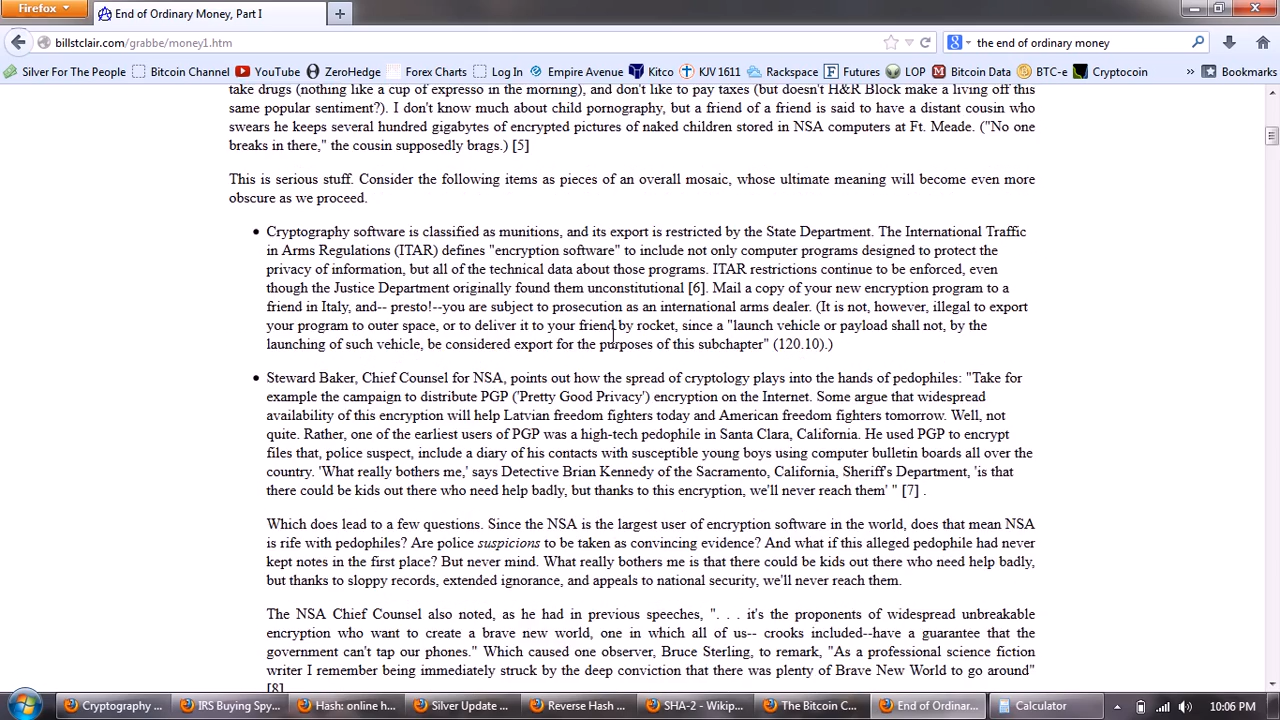 Firefox
End of Ordinary Money, Part I
billstclair.com/grabbe/money1.htm
the end of ordinary money
Silver For The People
Bitcoin Channel
YouTube
ZeroHedge
Forex Charts
Log In
Empire Avenue
Kitco
KJV 1611
Rackspace
Futures
LOP
Bitcoin Data
BTC-e
Cryptocoin
»
Bookmarks
take drugs (nothing like a cup of expresso in the morning), and don't like to pay taxes (but doesn't H&R Block make a living off this
same popular sentiment?). I don't know much about child pornography, but a friend of a friend is said to have a distant cousin who
swears he keeps several hundred gigabytes of encrypted pictures of naked children stored in NSA computers at Ft. Meade. ("No one
breaks in there," the cousin supposedly brags.) [5]
This is serious stuff. Consider the following items as pieces of an overall mosaic, whose ultimate meaning will become even more
obscure as we proceed.
• Cryptography software is classified as munitions, and its export is restricted by the State Department. The International Traffic
in Arms Regulations (ITAR) defines "encryption software" to include not only computer programs designed to protect the
privacy of information, but all of the technical data about those programs. ITAR restrictions continue to be enforced, even
though the Justice Department originally found them unconstitutional [6]. Mail a copy of your new encryption program to a
friend in Italy, and-- presto!--you are subject to prosecution as an international arms dealer. (It is not, however, illegal to export
your program to outer space, or to deliver it to your friend by rocket, since a "launch vehicle or payload shall not, by the
launching of such vehicle, be considered export for the purposes of this subchapter" (120.10).)
• Steward Baker, Chief Counsel for NSA, points out how the spread of cryptology plays into the hands of pedophiles: "Take for
example the campaign to distribute PGP ('Pretty Good Privacy') encryption on the Internet. Some argue that widespread
availability of this encryption will help Latvian freedom fighters today and American freedom fighters tomorrow. Well, not
quite. Rather, one of the earliest users of PGP was a high-tech pedophile in Santa Clara, California. He used PGP to encrypt
files that, police suspect, include a diary of his contacts with susceptible young boys using computer bulletin boards all over the
country. 'What really bothers me,' says Detective Brian Kennedy of the Sacramento, California, Sheriff's Department, 'is that
there could be kids out there who need help badly, but thanks to this encryption, we'll never reach them' " [7] .
Which does lead to a few questions. Since the NSA is the largest user of encryption software in the world, does that mean NSA
is rife with pedophiles? Are police suspicions to be taken as convincing evidence? And what if this alleged pedophile had never
kept notes in the first place? But never mind. What really bothers me is that there could be kids out there who need help badly,
but thanks to sloppy records, extended ignorance, and appeals to national security, we'll never reach them.
The NSA Chief Counsel also noted, as he had in previous speeches, ". . . it's the proponents of widespread unbreakable
encryption who want to create a brave new world, one in which all of us-- crooks included--have a guarantee that the
government can't tap our phones." Which caused one observer, Bruce Sterling, to remark, "As a professional science fiction
writer I remember being immediately struck by the deep conviction that there was plenty of Brave New World to go around"
[8]
Cryptography ...
IRS Buying Spy...
Hash: online h...
Silver Update ...
Reverse Hash ...
SHA-2 - Wikip...
The Bitcoin C...
End of Ordinar...
Calculator
10:06 PM